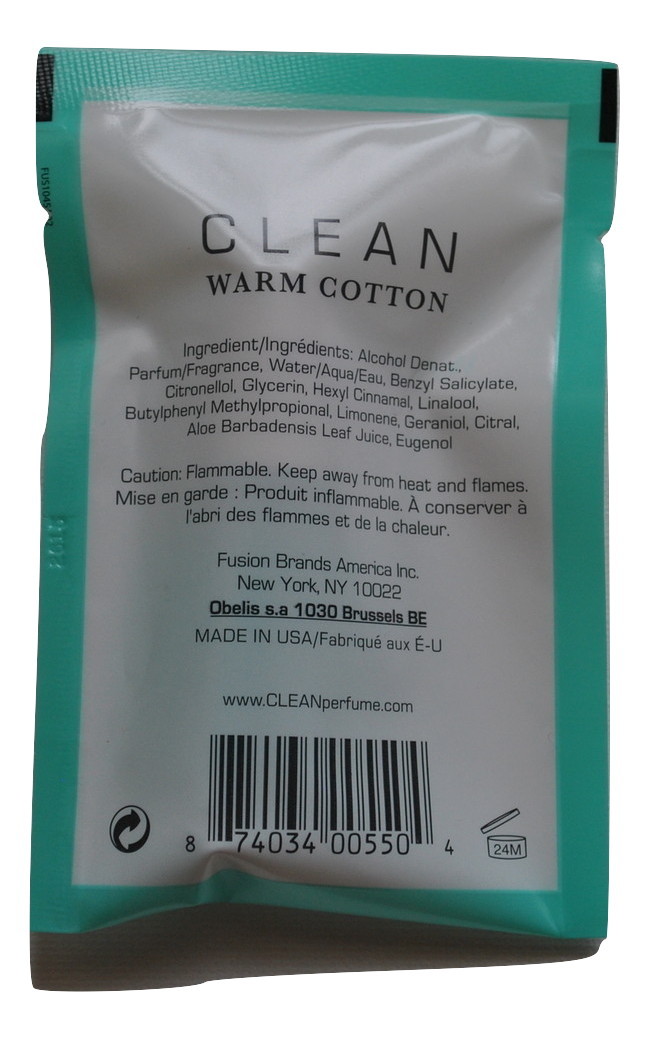 CLEAN
WARM COTTON
Ingredient/Ingrédients: Alcohol Denat.,
Parfum/Fragrance, Water/Aqua/Eau, Benzyl Salicylate,
Citronellol, Glycerin, Hexyl Cinnamal, Linalool,
Butylphenyl Methylpropional, Limonene, Geraniol, Citral,
Aloe Barbadensis Leaf Juice, Eugenol
Caution: Flammable. Keep away from heat and flames.
Mise en garde : Produit inflammable. À conserver à
l'abri des flammes et de la chaleur.
Fusion Brands America Inc.
New York, NY 10022
Obelis s.a 1030 Brussels BE
MADE IN USA/Fabriqué aux É-U
www.CLEANperfume.com
8 74034 00550 4
24M